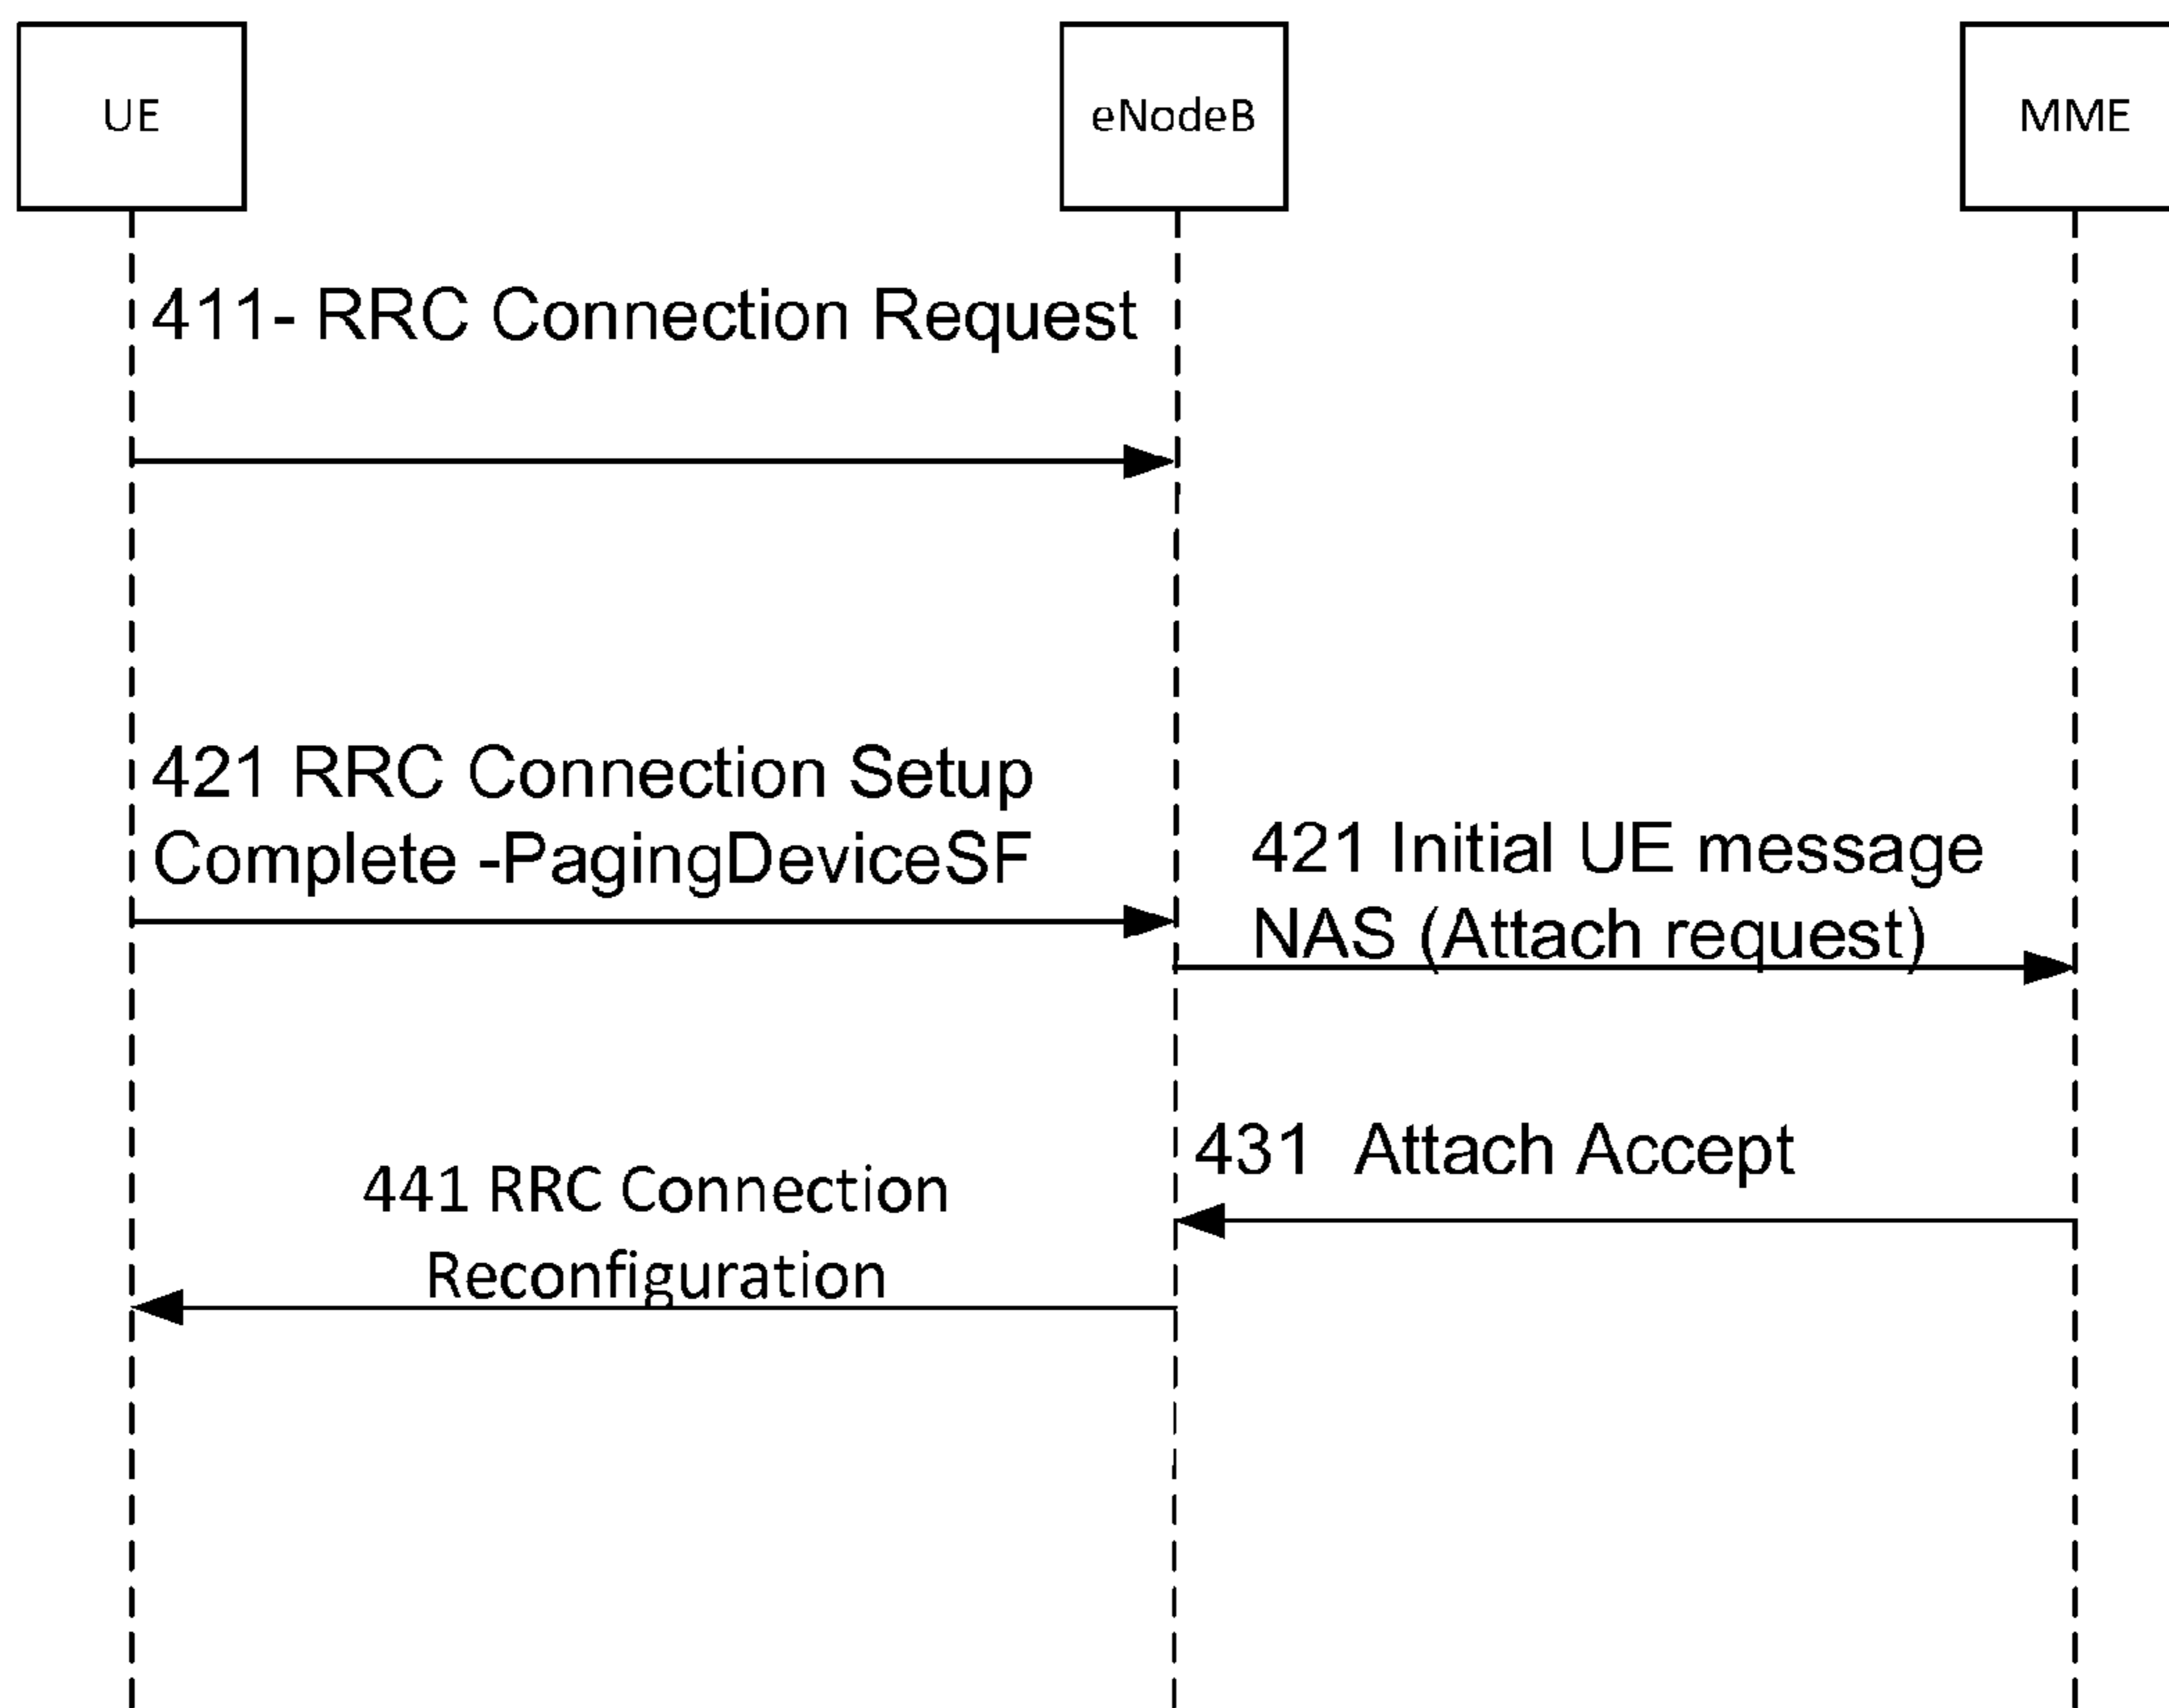 UE
eNodeB
MME
411- RRC Connection Request
421 RRC Connection Setup
Complete -PagingDeviceSF
421 Initial UE message
NAS (Attach request)
431  Attach Accept
441 RRC Connection
Reconfiguration